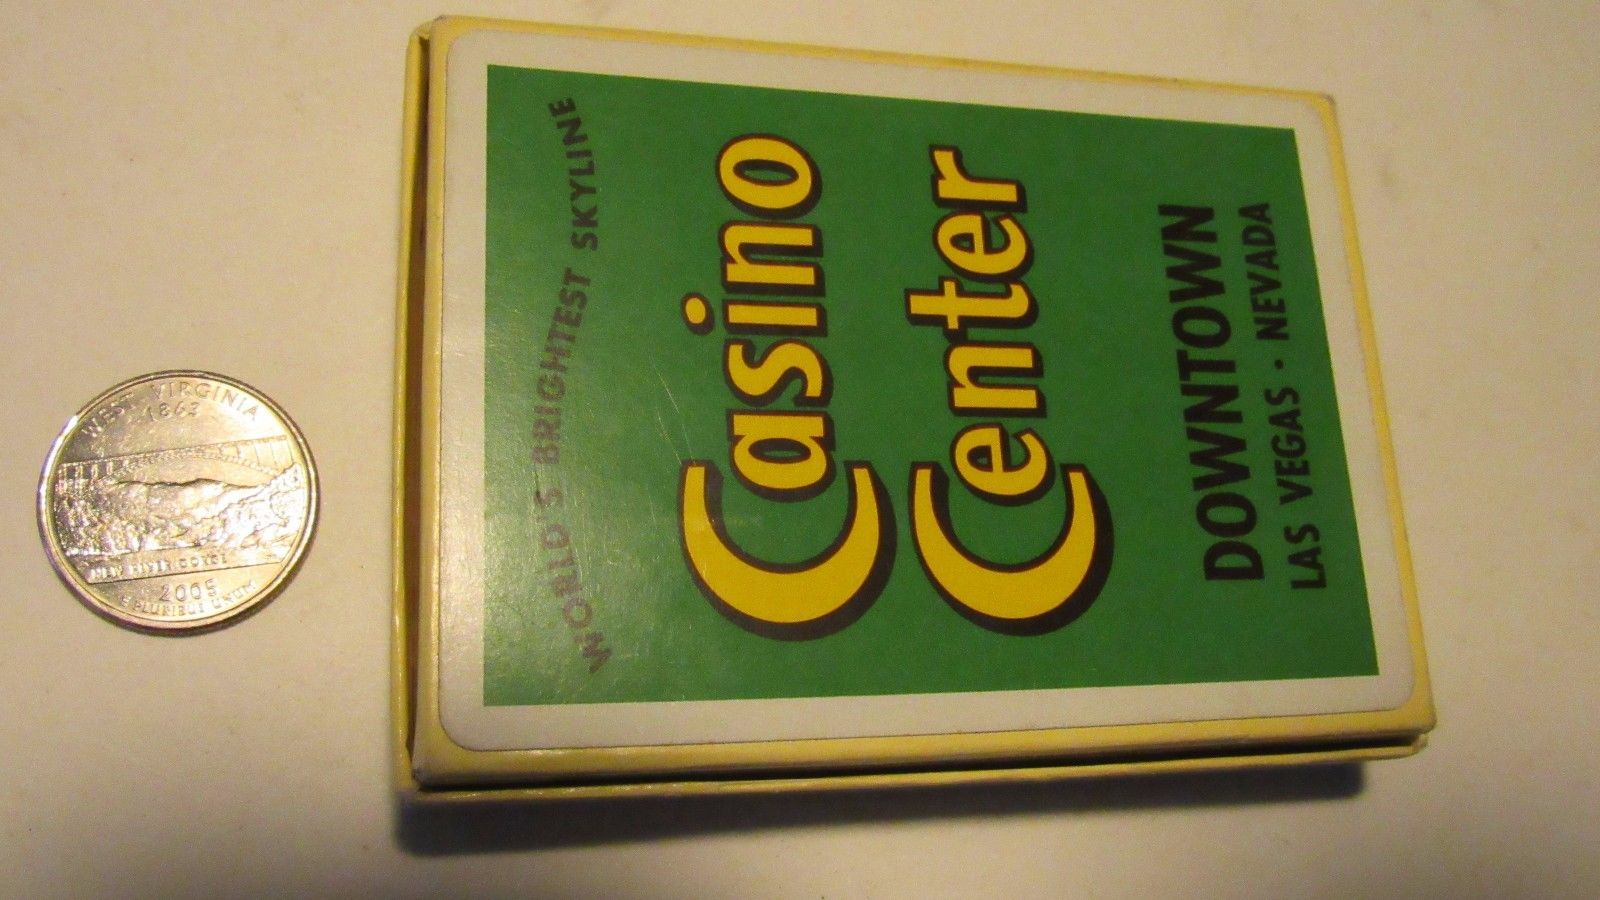 WEST VIRGINIA
1863
NEW RIVER GORGE
2005
E PLURIBUS UNUM
WORLD'S BRIGHTEST SKYLINE
Casino
Center
DOWNTOWN
LAS VEGAS · NEVADA